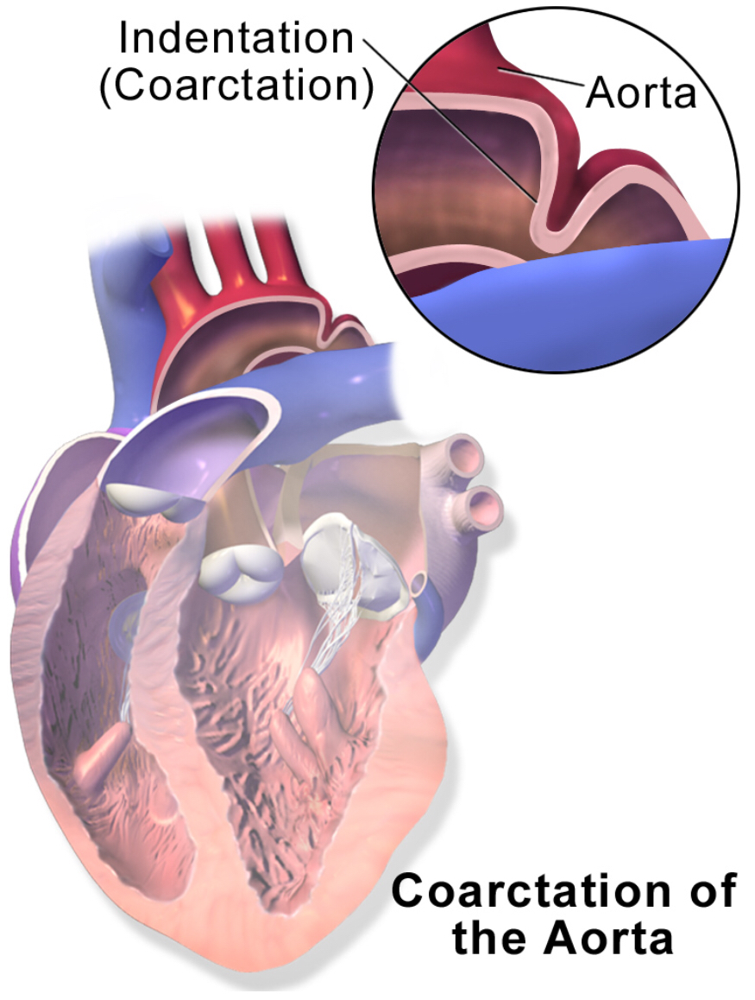 Indentation
(Coarctation)
Aorta
Coarctation of
the Aorta